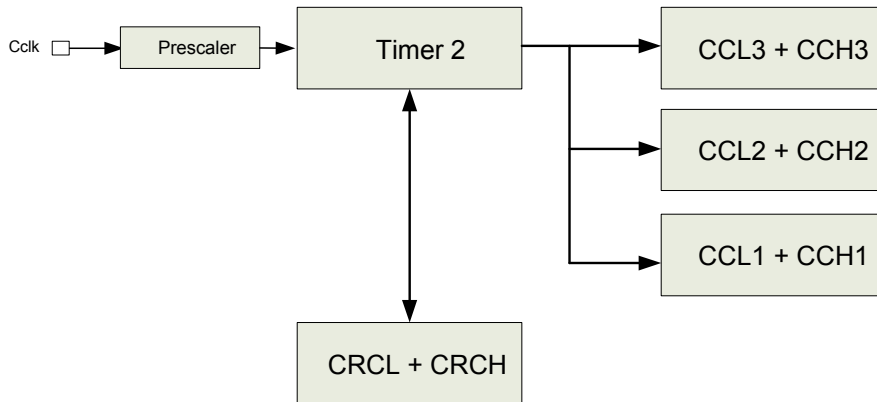 Cclk
Prescaler
Timer 2
CCL3 + CCH3
CCL2 + CCH2
CCL1 + CCH1
CRCL + CRCH